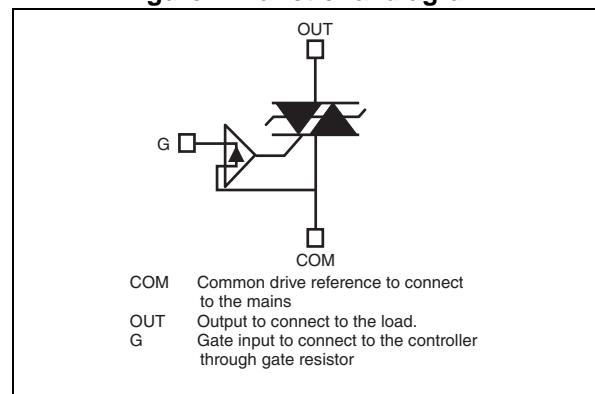 OUT
G
COM
COM Common drive reference to connect
to the mains
OUT Output to connect to the load.
G Gate input to connect to the controller
through gate resistor